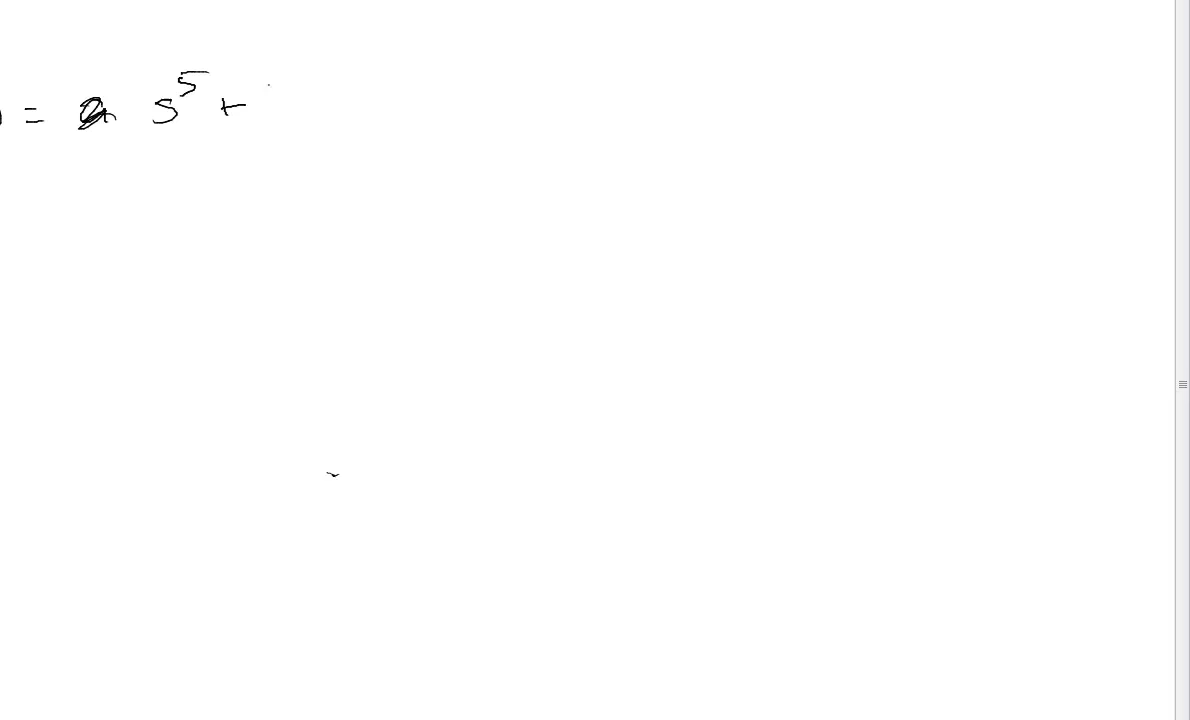 ) = s⁵ +